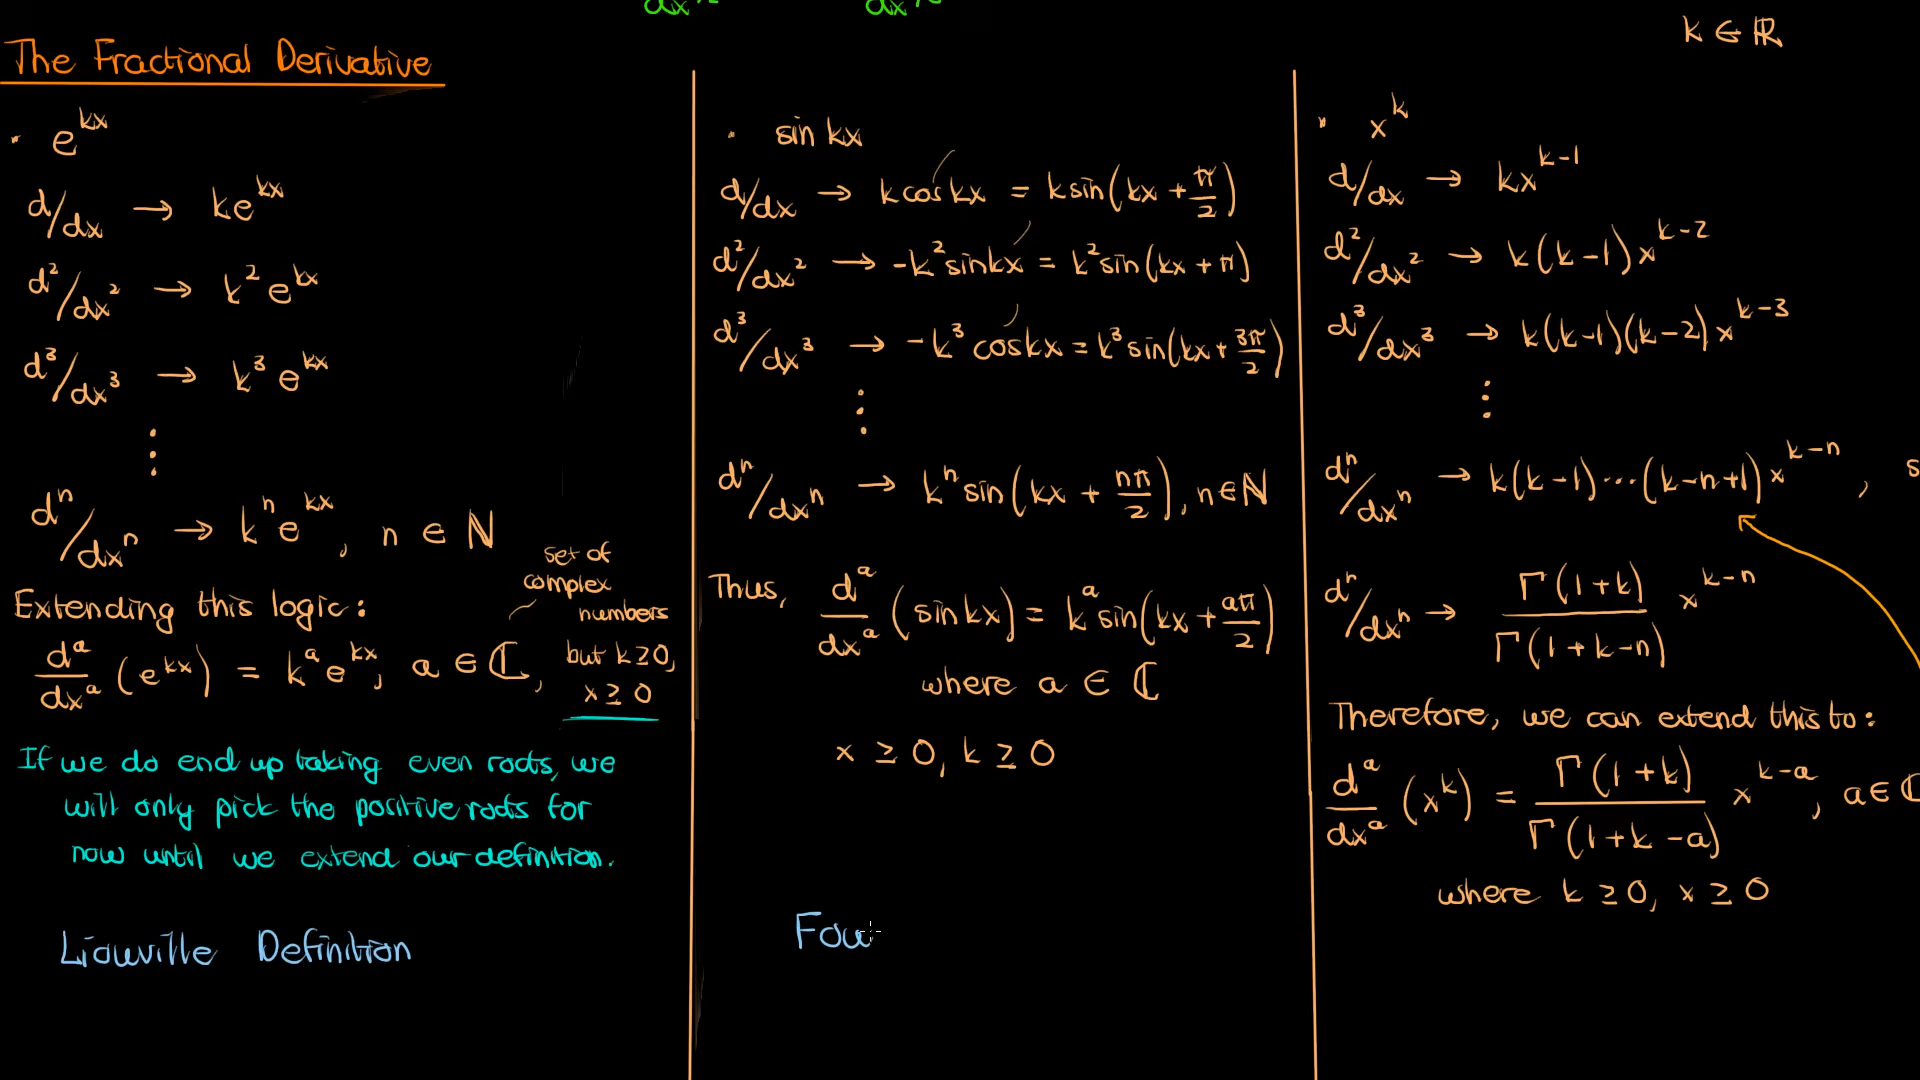 k ∈ ℝ
The Fractional Derivative
· e^{kx}
d/dx → ke^{kx}
d²/dx² → k² e^{kx}
d³/dx³ → k³ e^{kx}
⋮
dⁿ/dxⁿ → kⁿ e^{kx}, n ∈ ℕ
Extending this logic:
d^a/dx^a (e^{kx}) = k^a e^{kx}, a ∈ ℂ,
set of
complex
numbers
but k ≥ 0,
x ≥ 0
If we do end up taking even roots, we
will only pick the positive roots for
now until we extend our definition.
Liouville Definition
· sin kx
d/dx → k cos kx = k sin(kx + π/2)
d²/dx² → -k² sin kx = k² sin(kx + π)
d³/dx³ → -k³ cos kx = k³ sin(kx + 3π/2)
⋮
dⁿ/dxⁿ → kⁿ sin(kx + nπ/2), n ∈ ℕ
Thus, d^a/dx^a (sin kx) = k^a sin(kx + aπ/2)
where a ∈ ℂ
x ≥ 0, k ≥ 0
Fou
· x^k
d/dx → kx^{k-1}
d²/dx² → k(k-1)x^{k-2}
d³/dx³ → k(k-1)(k-2)x^{k-3}
⋮
dⁿ/dxⁿ → k(k-1)···(k-n+1)x^{k-n},
dⁿ/dxⁿ → Γ(1+k)/Γ(1+k-n) x^{k-n}
Therefore, we can extend this to:
d^a/dx^a (x^k) = Γ(1+k)/Γ(1+k-a) x^{k-a}, a ∈ ℂ
where k ≥ 0, x ≥ 0